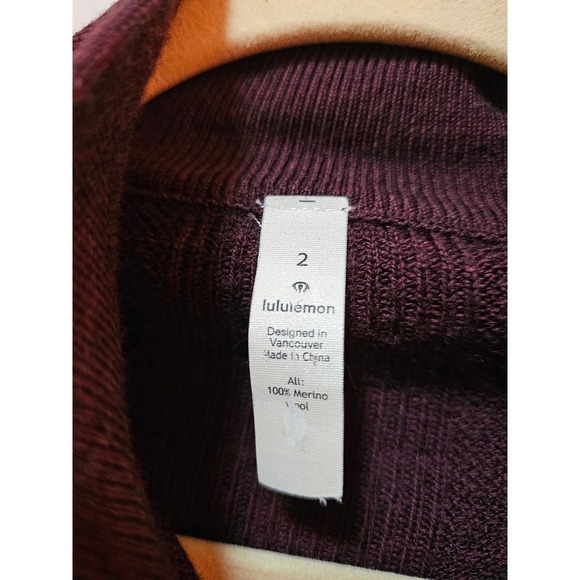 2
lululemon
Designed in
Vancouver
Made in China
All:
100% Merino
Wool